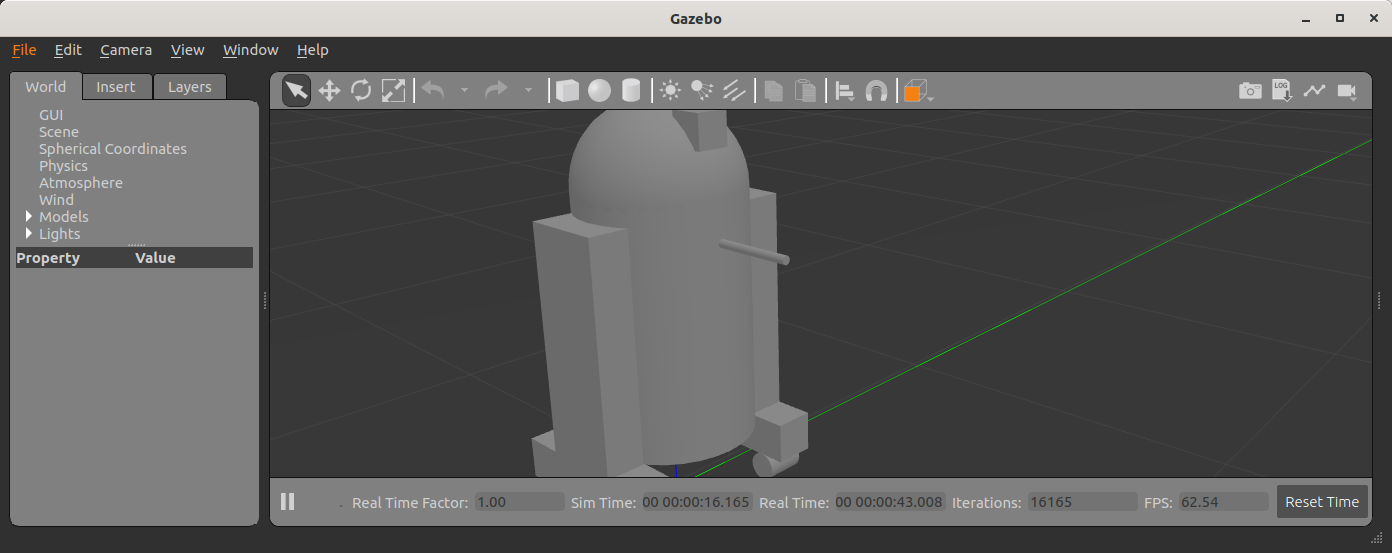 Gazebo
File Edit Camera View Window Help
World Insert Layers
GUI
Scene
Spherical Coordinates
Physics
Atmosphere
Wind
Models
Lights
Property Value
LOG
Real Time Factor: 1.00 Sim Time: 00 00:00:16.165 Real Time: 00 00:00:43.008 Iterations: 16165 FPS: 62.54 Reset Time